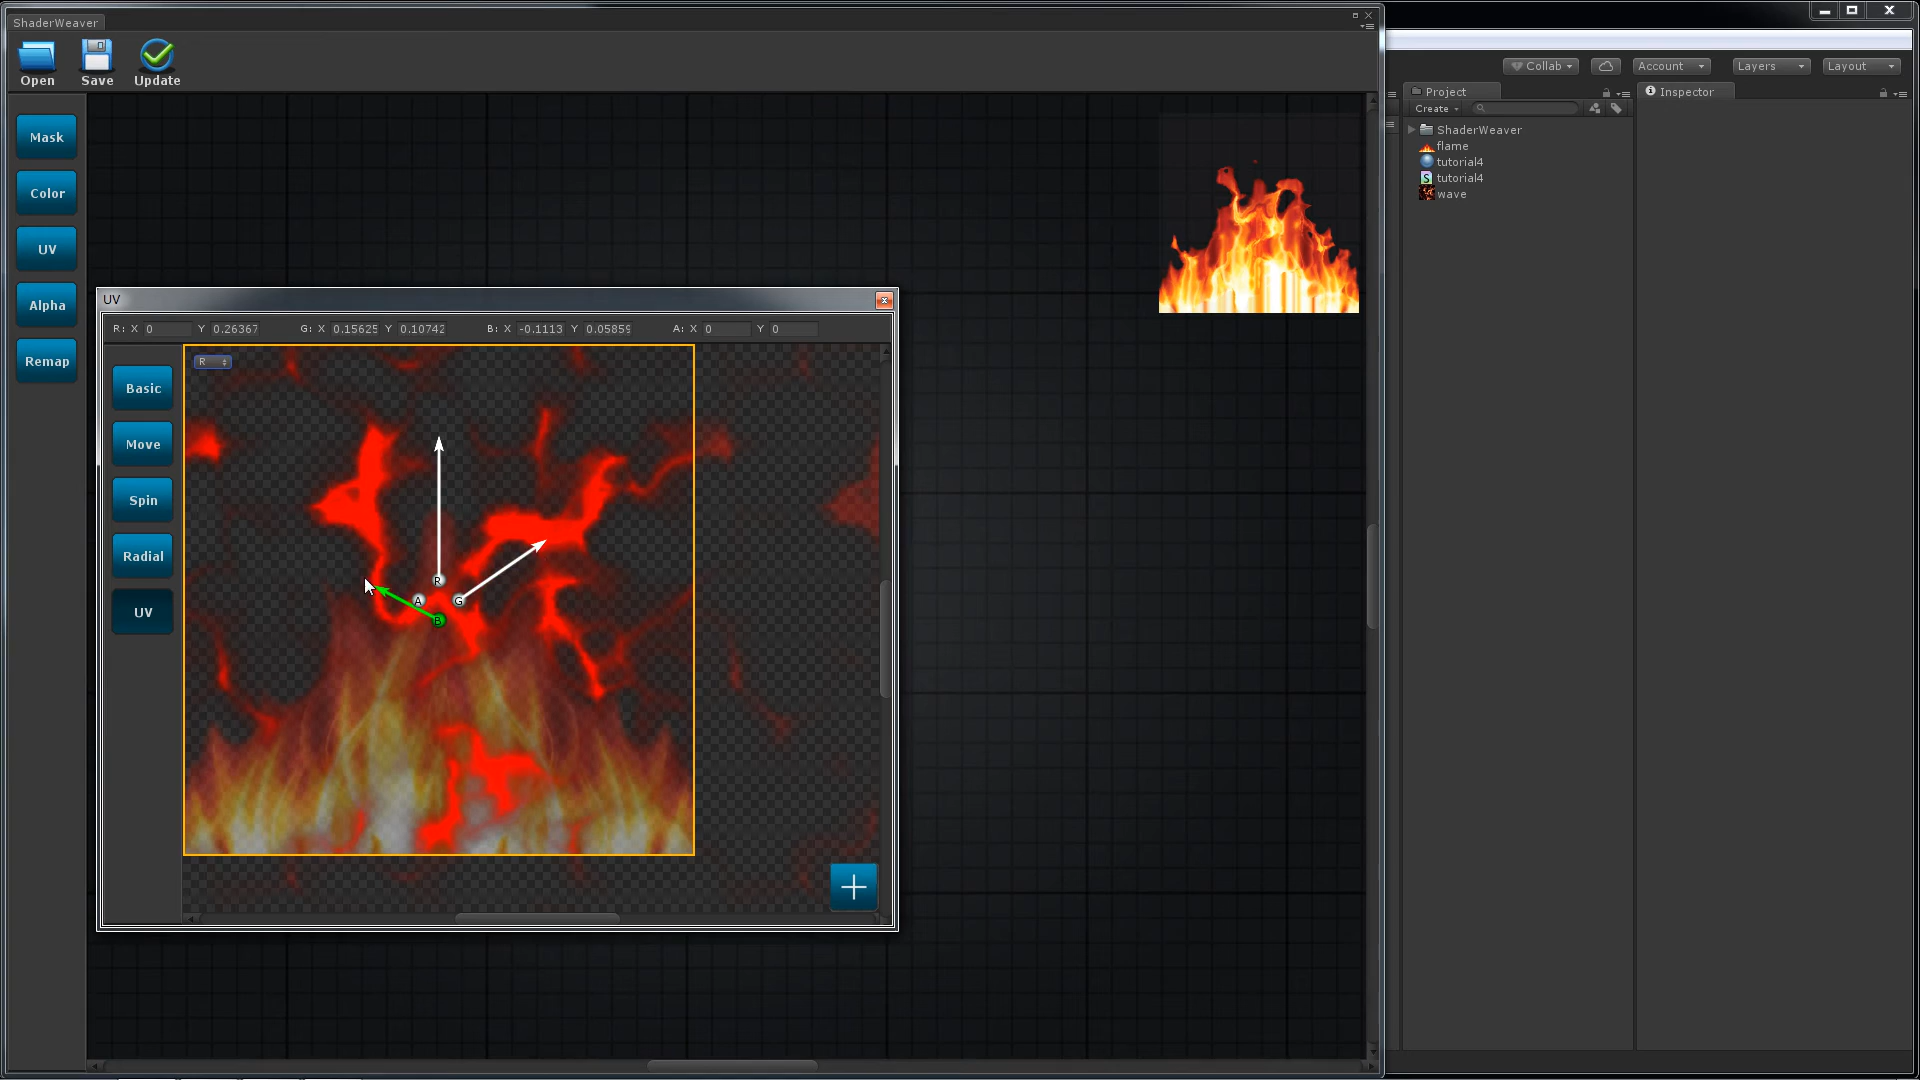 ShaderWeaver
Open Save Update
Collab Account Layers Layout
Project Inspector
Create
ShaderWeaver
flame
tutorial4
tutorial4
wave
Mask
Color
UV
Alpha
Remap
UV
R: X 0 Y 0.26367 G: X 0.15625 Y 0.10742 B: X -0.1113 Y 0.05859 A: X 0 Y 0
R
Basic
Move
Spin
Radial
UV
R
A G
B